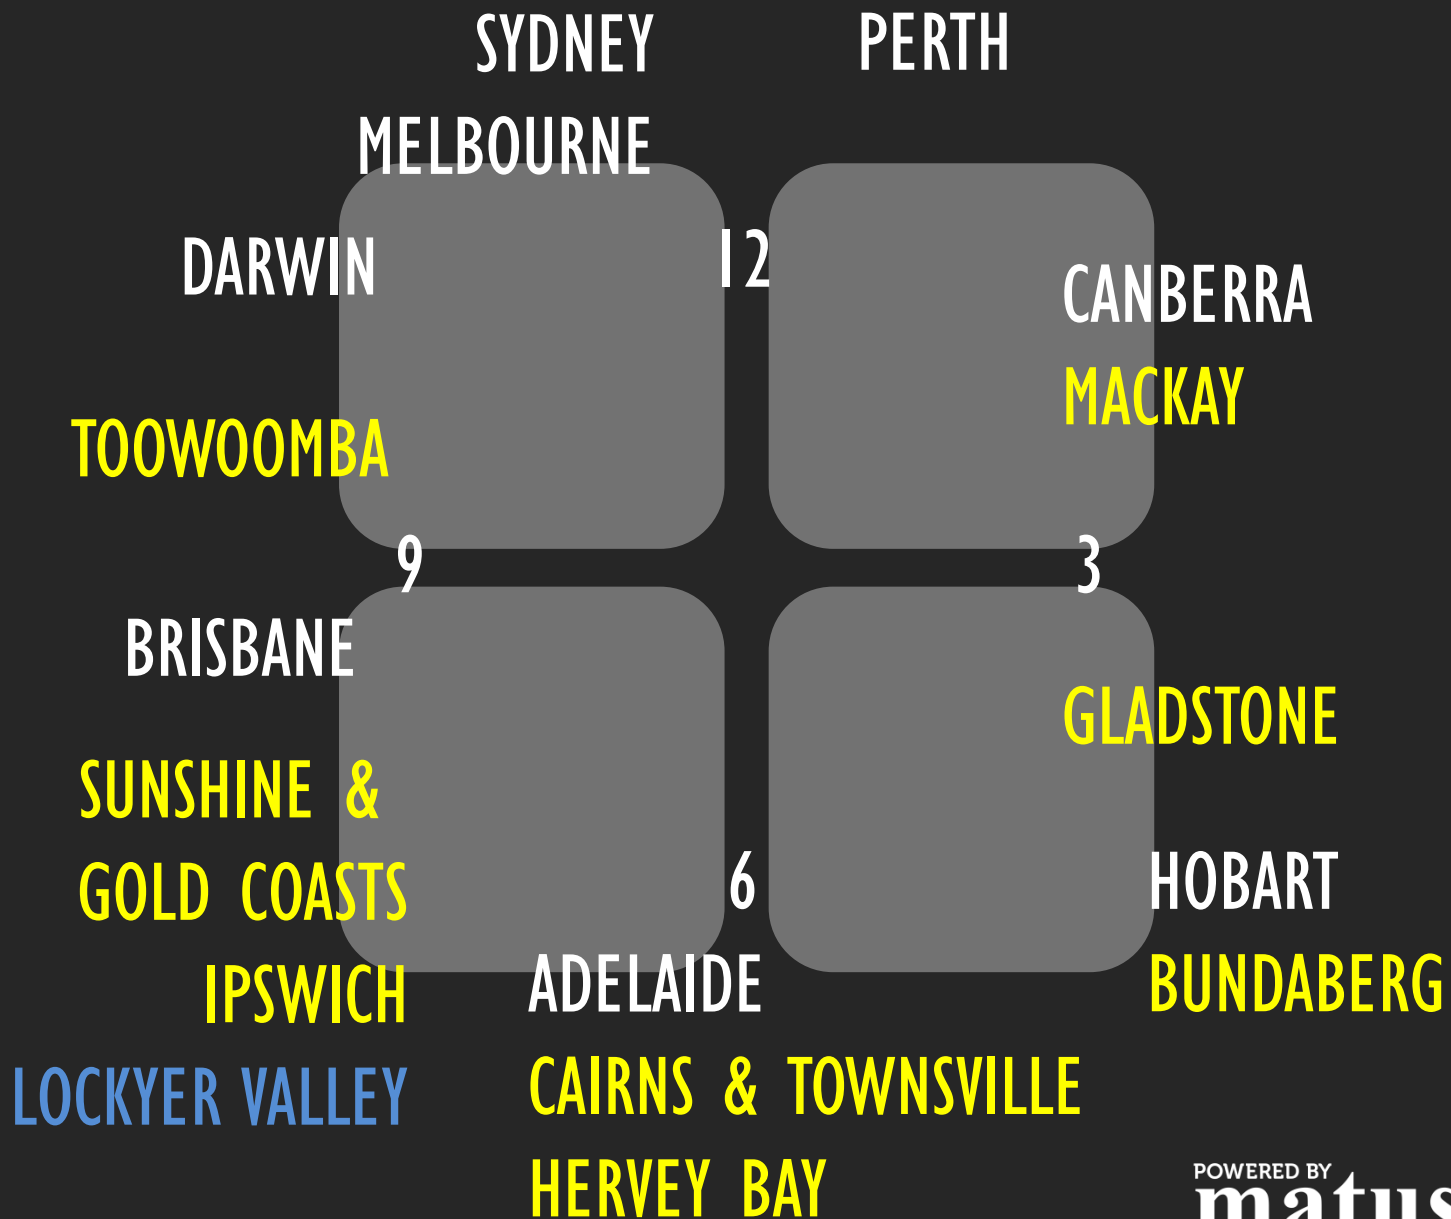 SYDNEY
PERTH
MELBOURNE
DARWIN
12
CANBERRA
MACKAY
TOOWOOMBA
9
3
BRISBANE
GLADSTONE
SUNSHINE &
GOLD COASTS
IPSWICH
LOCKYER VALLEY
6
HOBART
BUNDABERG
ADELAIDE
CAIRNS & TOWNSVILLE
HERVEY BAY
POWERED BY
matus